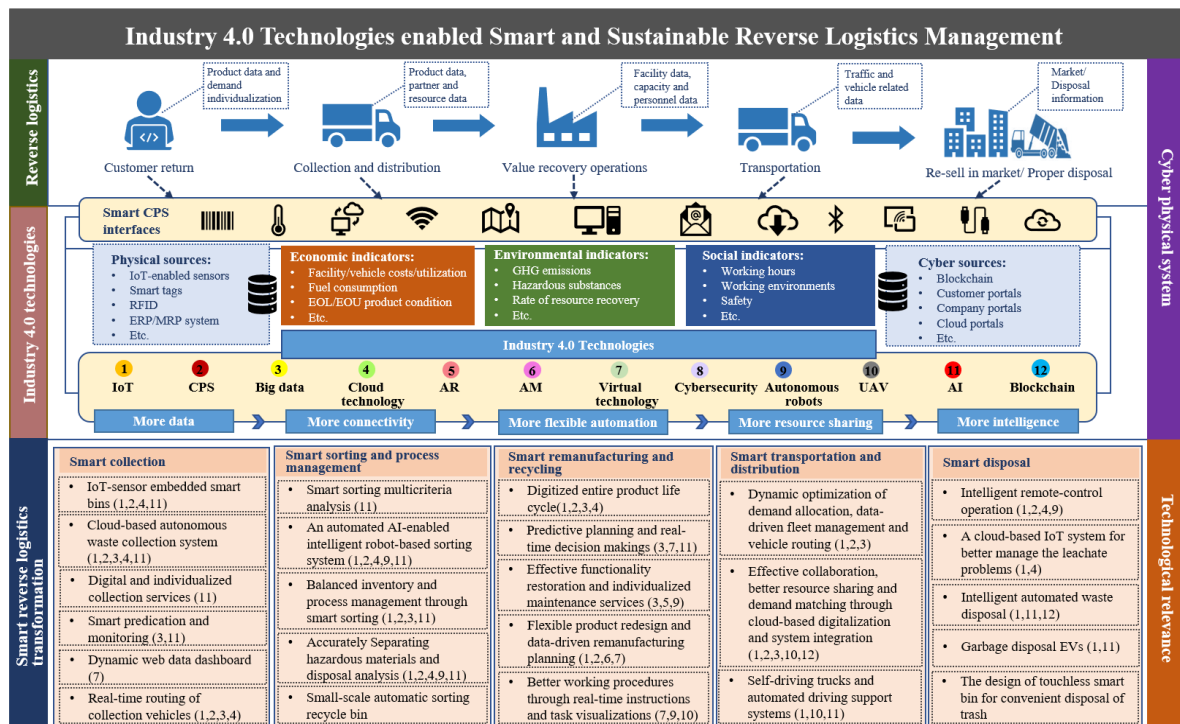 Industry 4.0 Technologies enabled Smart and Sustainable Reverse Logistics Management
Reverse logistics
Product data and
demand
individualization
Product data,
partner and
resource data
Facility data,
capacity and
personnel data
Traffic and
vehicle related
data
Market/
Disposal
information
Customer return
Collection and distribution
Value recovery operations
Transportation
Re-sell in market/ Proper disposal
Cyber physical system
Industry 4.0 technologies
Smart CPS
interfaces
Physical sources:
• IoT-enabled sensors
• Smart tags
• RFID
• ERP/MRP system
• Etc.
Economic indicators:
• Facility/vehicle costs/utilization
• Fuel consumption
• EOL/EOU product condition
• Etc.
Environmental indicators:
• GHG emissions
• Hazardous substances
• Rate of resource recovery
• Etc.
Social indicators:
• Working hours
• Working environments
• Safety
• Etc.
Cyber sources:
• Blockchain
• Customer portals
• Company portals
• Cloud portals
• Etc.
Industry 4.0 Technologies
1
IoT
2
CPS
3
Big data
4
Cloud
technology
5
AR
6
AM
7
Virtual
technology
8
Cybersecurity
9
Autonomous
robots
10
UAV
11
AI
12
Blockchain
More data
More connectivity
More flexible automation
More resource sharing
More intelligence
Smart reverse logistics
transformation
Smart collection
• IoT-sensor embedded smart
bins (1,2,4,11)
• Cloud-based autonomous
waste collection system
(1,2,3,4,11)
• Digital and individualized
collection services (11)
• Smart predication and
monitoring (3,11)
• Dynamic web data dashboard
(7)
• Real-time routing of
collection vehicles (1,2,3,4)
Smart sorting and process
management
• Smart sorting multicriteria
analysis (11)
• An automated AI-enabled
intelligent robot-based sorting
system (1,2,4,9,11)
• Balanced inventory and
process management through
smart sorting (1,2,3,11)
• Accurately Separating
hazardous materials and
disposal analysis (1,2,4,9,11)
• Small-scale automatic sorting
recycle bin
Smart remanufacturing and
recycling
• Digitized entire product life
cycle(1,2,3,4)
• Predictive planning and real-
time decision makings (3,7,11)
• Effective functionality
restoration and individualized
maintenance services (3,5,9)
• Flexible product redesign and
data-driven remanufacturing
planning (1,2,6,7)
• Better working procedures
through real-time instructions
and task visualizations (7,9,10)
Smart transportation and
distribution
• Dynamic optimization of
demand allocation, data-
driven fleet management and
vehicle routing (1,2,3)
• Effective collaboration,
better resource sharing and
demand matching through
cloud-based digitalization
and system integration
(1,2,3,10,12)
• Self-driving trucks and
automated driving support
systems (1,10,11)
Smart disposal
• Intelligent remote-control
operation (1,2,4,9)
• A cloud-based IoT system for
better manage the leachate
problems (1,4)
• Intelligent automated waste
disposal (1,11,12)
• Garbage disposal EVs (1,11)
• The design of touchless smart
bin for convenient disposal of
trash
Technological relevance